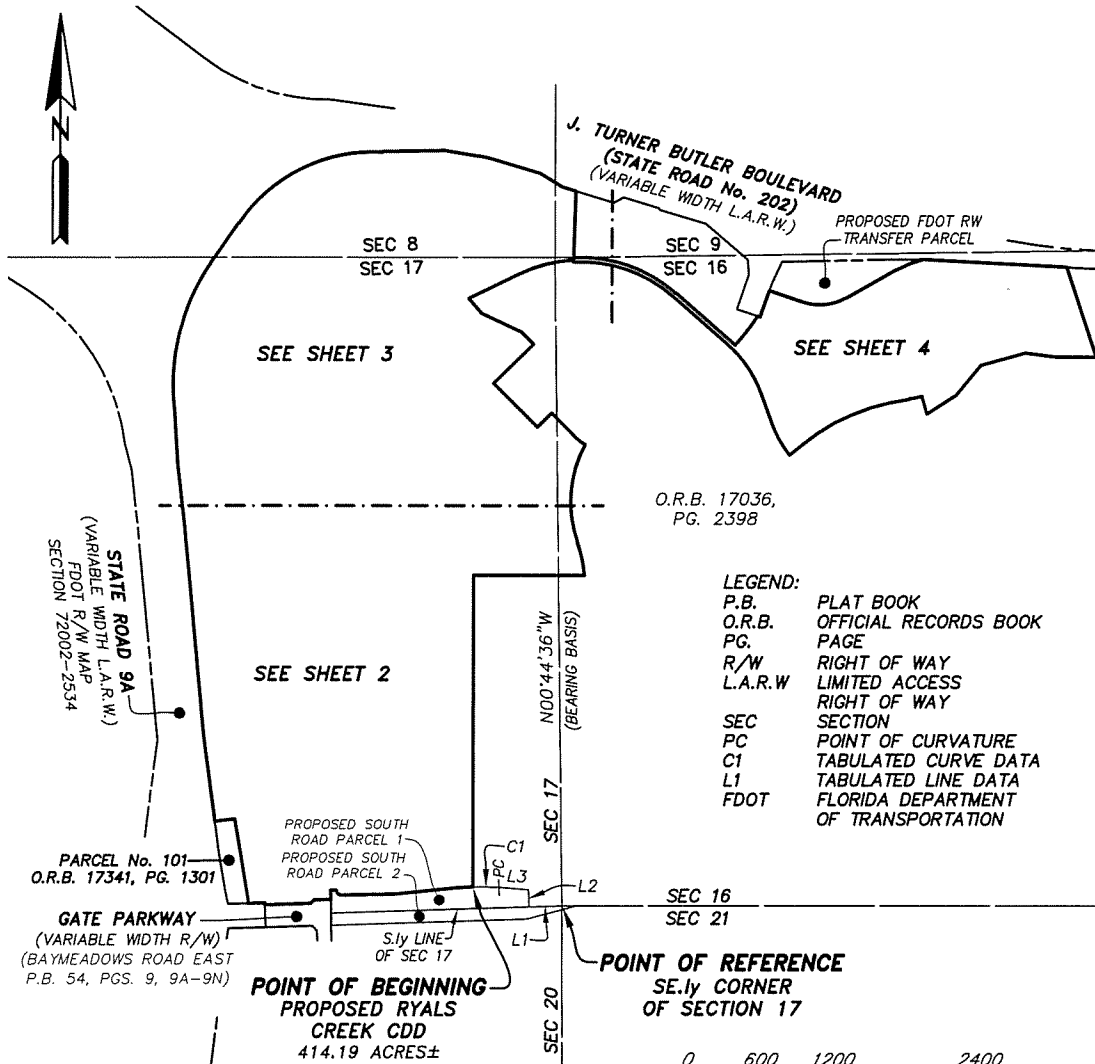 N
J. TURNER BUTLER BOULEVARD
(STATE ROAD No. 202)
(VARIABLE WIDTH L.A.R.W.)
PROPOSED FDOT RW
TRANSFER PARCEL
SEC 8
SEC 17
SEC 9
SEC 16
SEE SHEET 3
SEE SHEET 4
O.R.B. 17036,
PG. 2398
STATE ROAD 9A
(VARIABLE WIDTH L.A.R.W.)
FDOT R/W MAP
SECTION 72002-2534
SEE SHEET 2
N00°44'36"W
(BEARING BASIS)
LEGEND:
P.B. PLAT BOOK
O.R.B. OFFICIAL RECORDS BOOK
PG. PAGE
R/W RIGHT OF WAY
L.A.R.W LIMITED ACCESS
RIGHT OF WAY
SEC SECTION
PC POINT OF CURVATURE
C1 TABULATED CURVE DATA
L1 TABULATED LINE DATA
FDOT FLORIDA DEPARTMENT
OF TRANSPORTATION
SEC 17
PROPOSED SOUTH
ROAD PARCEL 1
PROPOSED SOUTH
ROAD PARCEL 2
C1
PC
L3
L2
PARCEL No. 101
O.R.B. 17341, PG. 1301
SEC 16
SEC 21
GATE PARKWAY
(VARIABLE WIDTH R/W)
(BAYMEADOWS ROAD EAST
P.B. 54, PGS. 9, 9A-9N)
S.ly LINE
OF SEC 17
L1
POINT OF BEGINNING
PROPOSED RYALS
CREEK CDD
414.19 ACRES±
SEC 20
POINT OF REFERENCE
SE.ly CORNER
OF SECTION 17
0 600 1200 2400